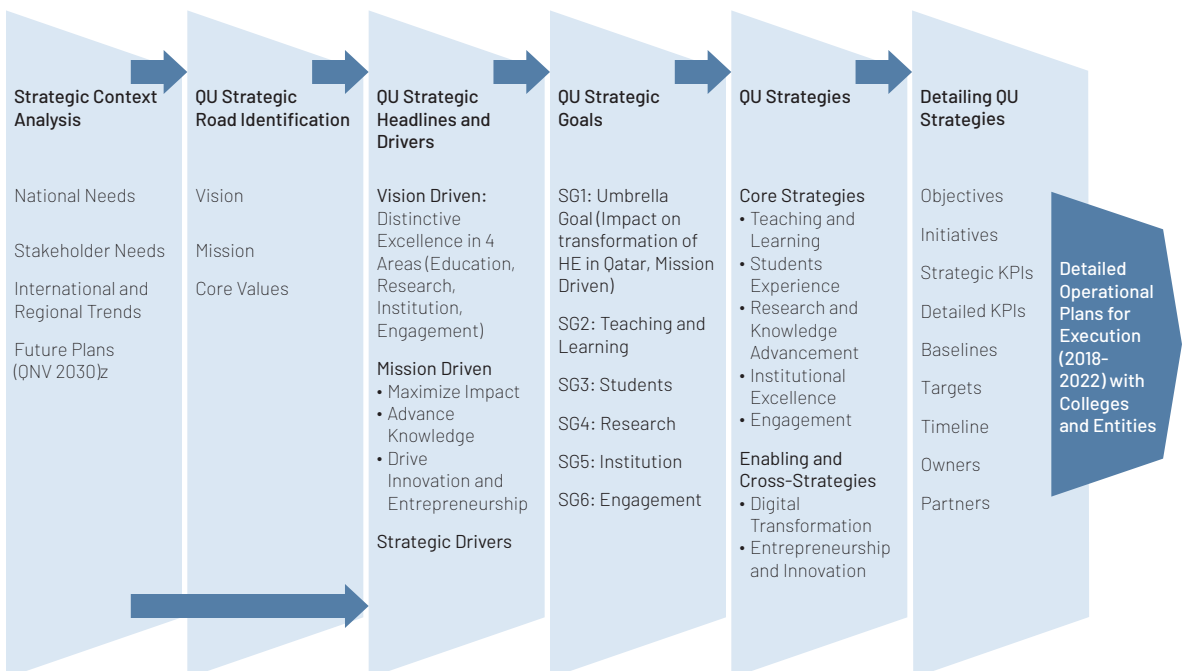 Strategic Context
Analysis
National Needs
Stakeholder Needs
International and
Regional Trends
Future Plans
(QNV 2030)z
QU Strategic
Road Identification
Vision
Mission
Core Values
QU Strategic
Headlines and
Drivers
Vision Driven:
Distinctive
Excellence in 4
Areas (Education,
Research,
Institution,
Engagement)
Mission Driven
• Maximize Impact
• Advance
Knowledge
• Drive
Innovation and
Entrepreneurship
Strategic Drivers
QU Strategic
Goals
SG1: Umbrella
Goal (Impact on
transformation of
HE in Qatar, Mission
Driven)
SG2: Teaching and
Learning
SG3: Students
SG4: Research
SG5: Institution
SG6: Engagement
QU Strategies
Core Strategies
• Teaching and
Learning
• Students
Experience
• Research and
Knowledge
Advancement
• Institutional
Excellence
• Engagement
Enabling and
Cross-Strategies
• Digital
Transformation
• Entrepreneurship
and Innovation
Detailing QU
Strategies
Objectives
Initiatives
Strategic KPIs
Detailed KPIs
Baselines
Targets
Timeline
Owners
Partners
Detailed
Operational
Plans for
Execution
(2018-
2022) with
Colleges
and Entities